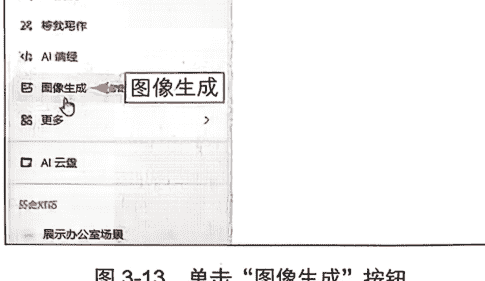 帮我写作
AI 编程
图像生成
图像生成
更多
AI 云盘
展示办公室场景
图 3-13 单击“图像生成”按钮